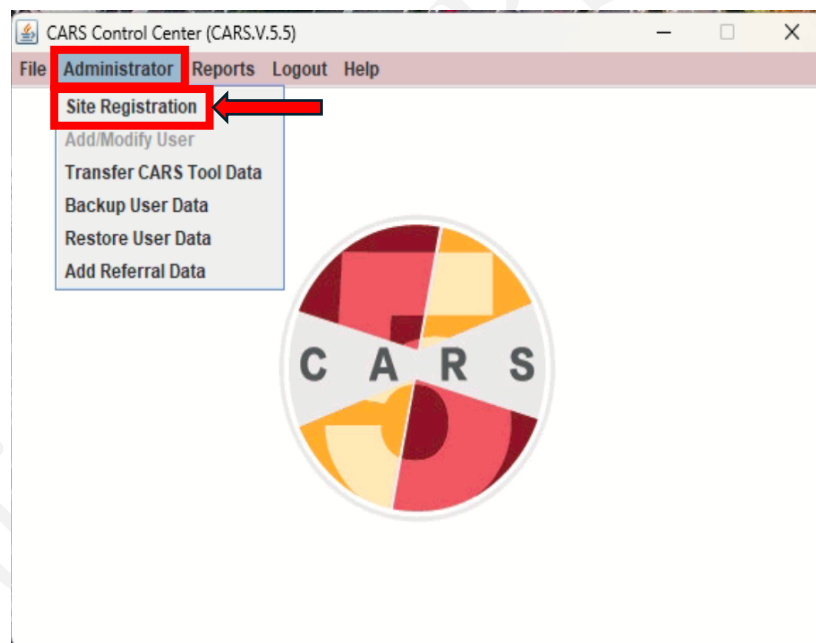 CARS Control Center (CARS.V.5.5)
File Administrator Reports Logout Help
Site Registration
Add/Modify User
Transfer CARS Tool Data
Backup User Data
Restore User Data
Add Referral Data
C A R S